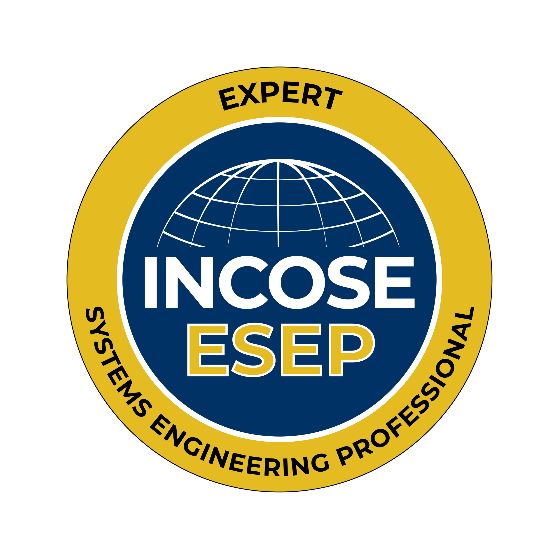 EXPERT
INCOSE
ESEP
SYSTEMS ENGINEERING PROFESSIONAL